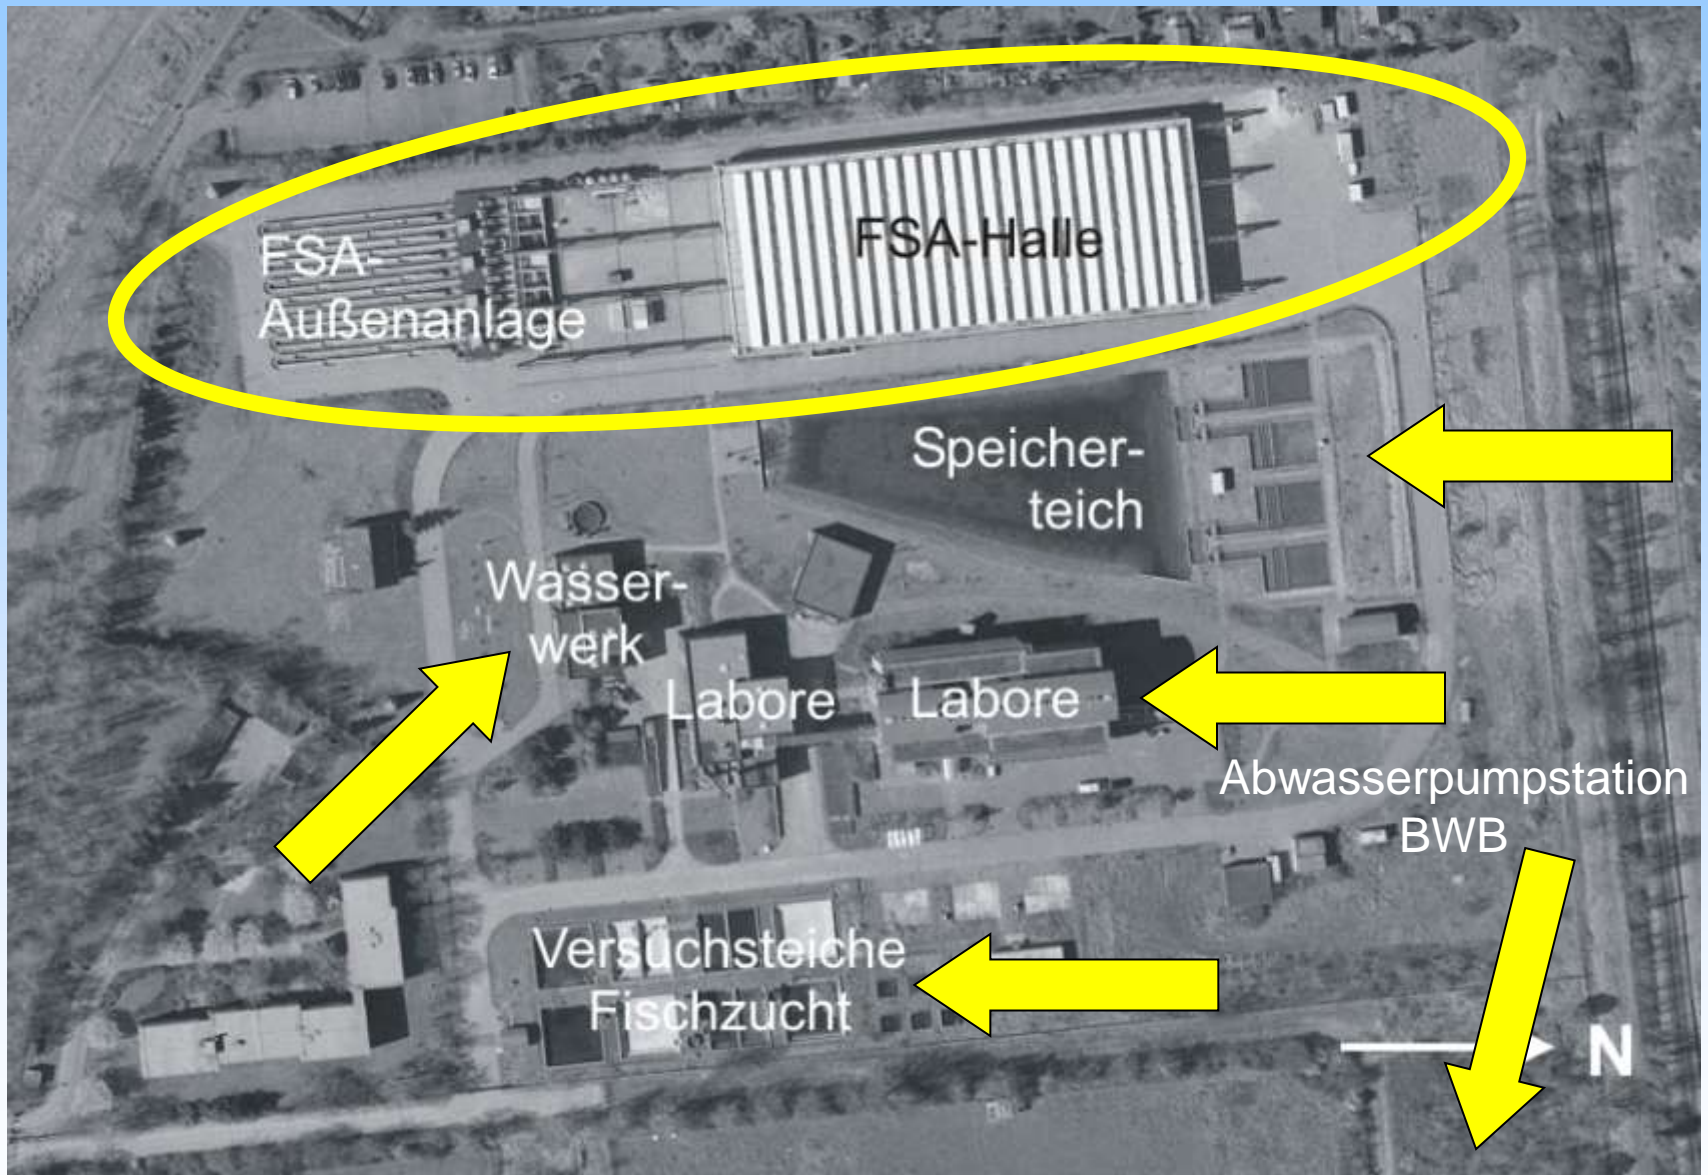 FSA-
Außenanlage
FSA-Halle
Speicher-
teich
Wasser-
werk
Labore
Labore
Abwasserpumpstation
BWB
Versuchsteiche
Fischzucht
N